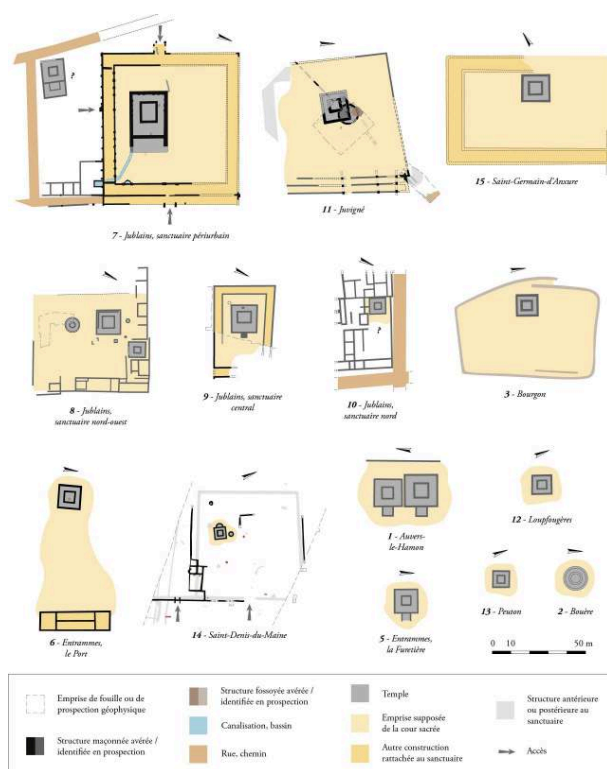 7 - Jublains, sanctuaire périurbain
11 - Juvigné
15 - Saint-Germain-d'Anxure
8 - Jublains,
sanctuaire nord-ouest
9 - Jublains, sanctuaire
central
10 - Jublains,
sanctuaire nord
3 - Bourgon
6 - Entrammes,
le Port
14 - Saint-Denis-du-Maine
1 - Auvers-
le-Hamon
5 - Entrammes,
la Furetière
12 - Loupfougères
13 - Peuton
2 - Bouère
0 10 50 m
Emprise de fouille ou de
prospection géophysique
Structure maçonnée avérée /
identifiée en prospection
Structure fossoyée avérée /
identifiée en prospection
Canalisation, bassin
Rue, chemin
Temple
Emprise supposée
de la cour sacrée
Autre construction
rattachée au sanctuaire
Structure antérieure
ou postérieure au
sanctuaire
Accès